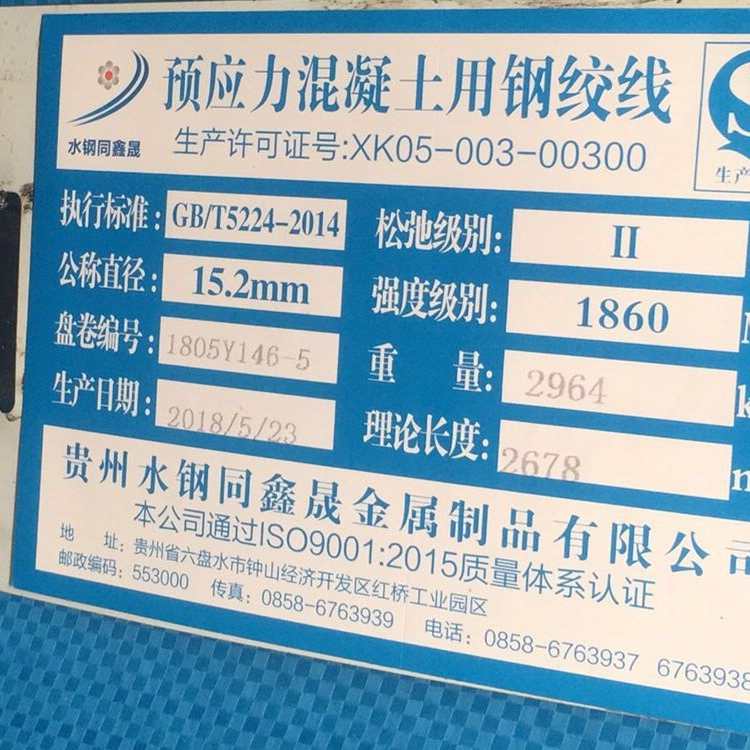 预应力混凝土用钢绞线
水钢同鑫晟
生产许可证号:XK05-003-00300
生产
执行标准: GB/T5224-2014
松弛级别: II
公称直径: 15.2mm
强度级别: 1860
盘卷编号: 1805Y146-5
重 量: 2964
生产日期: 2018/5/23
理论长度: 2678
贵州水钢同鑫晟金属制品有限公司
本公司通过ISO9001:2015质量体系认证
地 址: 贵州省六盘水市钟山经济开发区红桥工业园区
邮政编码: 553000 传真: 0858-6763939 电话: 0858-6763937 6763938